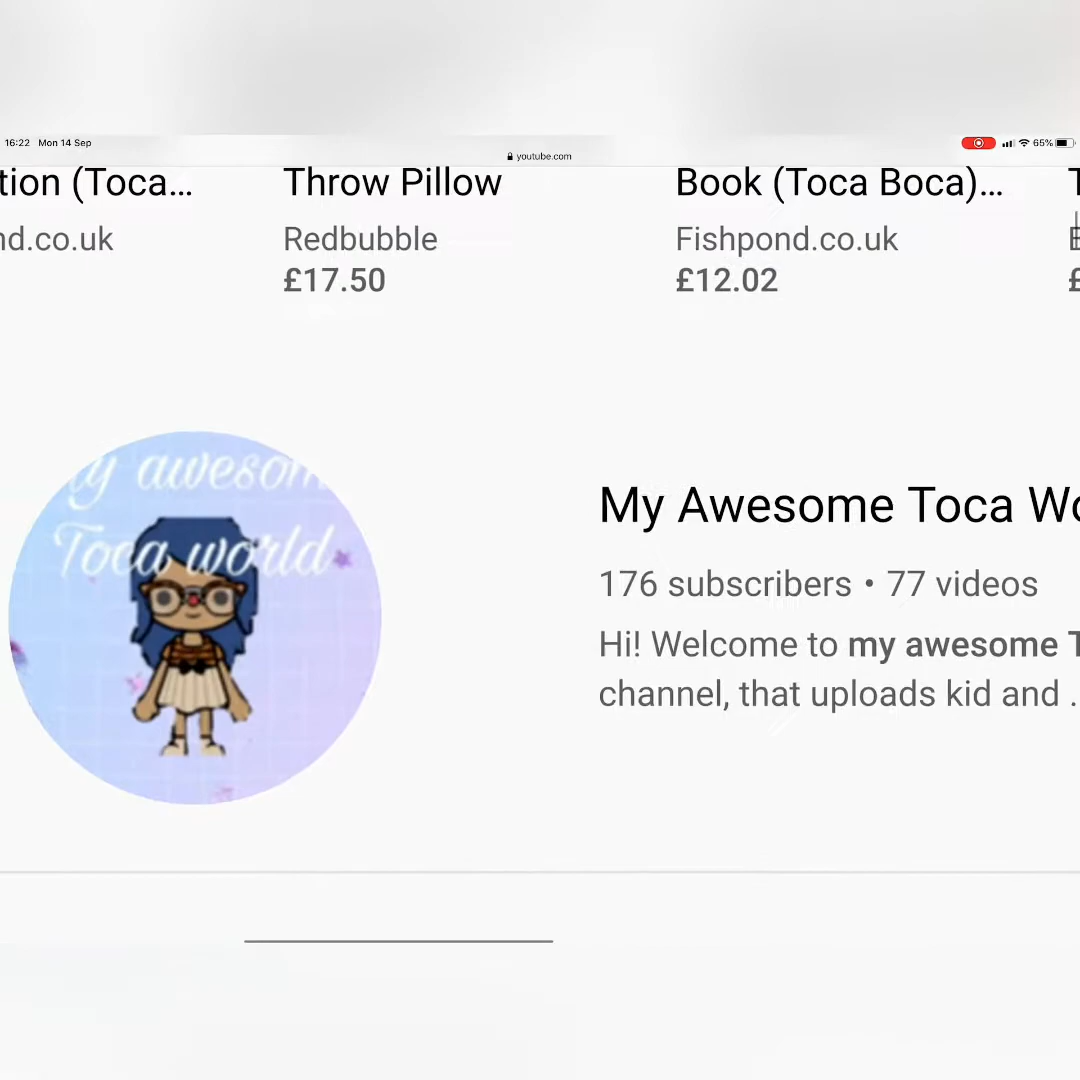 16:22 Mon 14 Sep
youtube.com
65%
tion (Toca...
Throw Pillow
Book (Toca Boca)...
nd.co.uk
Redbubble
Fishpond.co.uk
£17.50
£12.02
£
My awesom
Toca world
My Awesome Toca Wo
176 subscribers • 77 videos
Hi! Welcome to my awesome T
channel, that uploads kid and ...